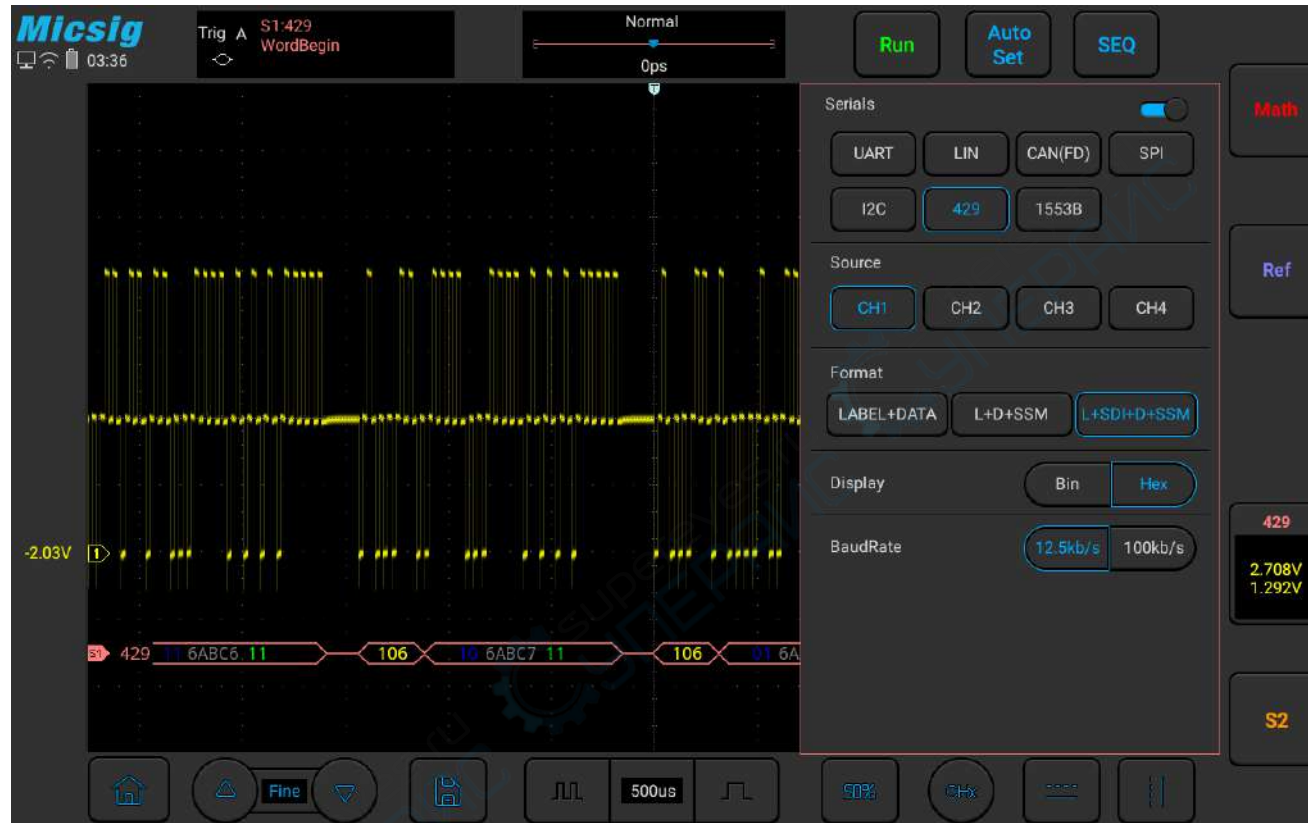 Micsig
Trig A S1:429
WordBegin
03:36
Normal
0ps
Run
Auto
Set
SEQ
T
Serials
UART LIN CAN(FD) SPI
I2C 429 1553B
Source
CH1 CH2 CH3 CH4
Format
LABEL+DATA L+D+SSM L+SDI+D+SSM
Display Bin Hex
BaudRate 12.5kb/s 100kb/s
Math
Ref
429
2.708V
1.292V
S2
-2.03V 1
S1 429 11 6ABC6 11 106 10 6ABC7 11 106 01 6A
Fine 500us 50% CHx